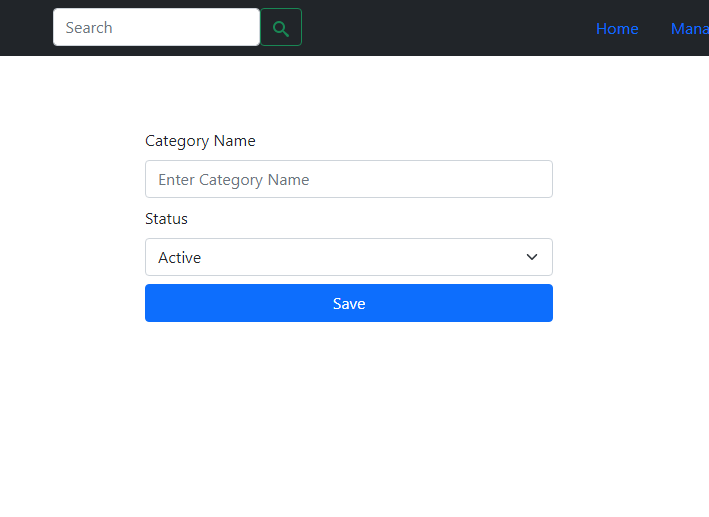 Search
Home Mana
Category Name
Enter Category Name
Status
Active
Save